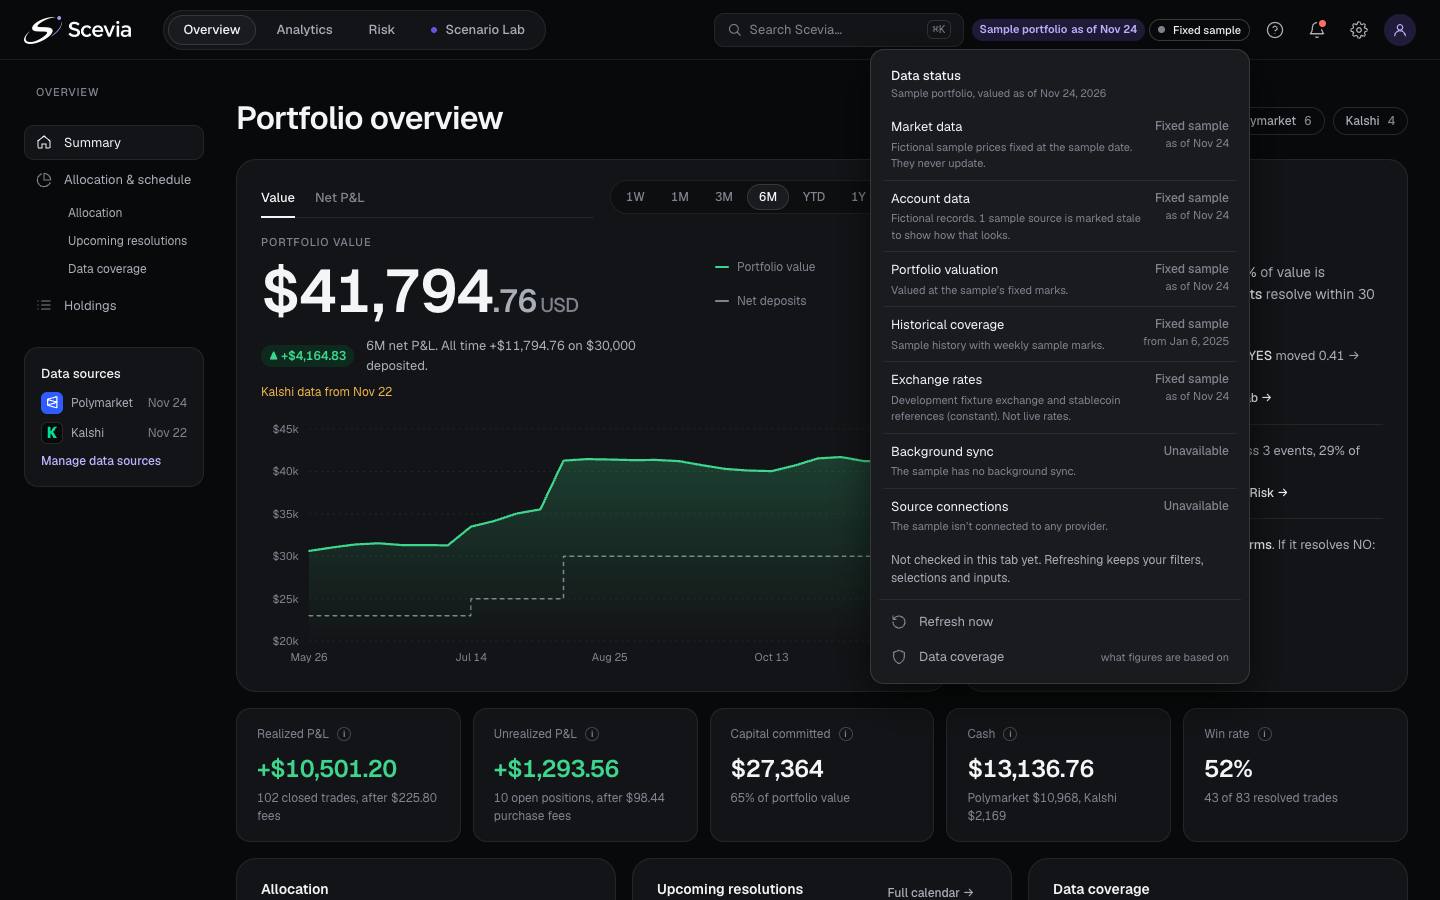 Scevia
Overview
Analytics
Risk
Scenario Lab
Search Scevia...
⌘K
Sample portfolio as of Nov 24
Fixed sample
OVERVIEW
Summary
Allocation & schedule
Allocation
Upcoming resolutions
Data coverage
Holdings
Data sources
Polymarket Nov 24
Kalshi Nov 22
Manage data sources
Portfolio overview
6
Kalshi 4
Value
Net P&L
1W 1M 3M 6M YTD 1Y
PORTFOLIO VALUE
$41,794.76 USD
Portfolio value
Net deposits
▲ +$4,164.83
6M net P&L. All time +$11,794.76 on $30,000
deposited.
Kalshi data from Nov 22
$45k
$40k
$35k
$30k
$25k
$20k
May 26
Jul 14
Aug 25
Oct 13
Data status
Sample portfolio, valued as of Nov 24, 2026
Market data
Fixed sample
Fictional sample prices fixed at the sample date.
as of Nov 24
They never update.
Account data
Fixed sample
Fictional records. 1 sample source is marked stale
as of Nov 24
to show how that looks.
Portfolio valuation
Fixed sample
Valued at the sample's fixed marks.
as of Nov 24
Historical coverage
Fixed sample
Sample history with weekly sample marks.
from Jan 6, 2025
Exchange rates
Fixed sample
Development fixture exchange and stablecoin
as of Nov 24
references (constant). Not live rates.
Background sync
Unavailable
The sample has no background sync.
Source connections
Unavailable
The sample isn't connected to any provider.
Not checked in this tab yet. Refreshing keeps your filters,
selections and inputs.
Refresh now
Data coverage
what figures are based on
% of value is
resolve within 30
YES moved 0.41 →
→
3 events, 29% of
Risk →
If it resolves NO:
Realized P&L
+$10,501.20
102 closed trades, after $225.80
fees
Unrealized P&L
+$1,293.56
10 open positions, after $98.44
purchase fees
Capital committed
$27,364
65% of portfolio value
Cash
$13,136.76
Polymarket $10,968, Kalshi
$2,169
Win rate
52%
43 of 83 resolved trades
Allocation
Upcoming resolutions
Full calendar →
Data coverage